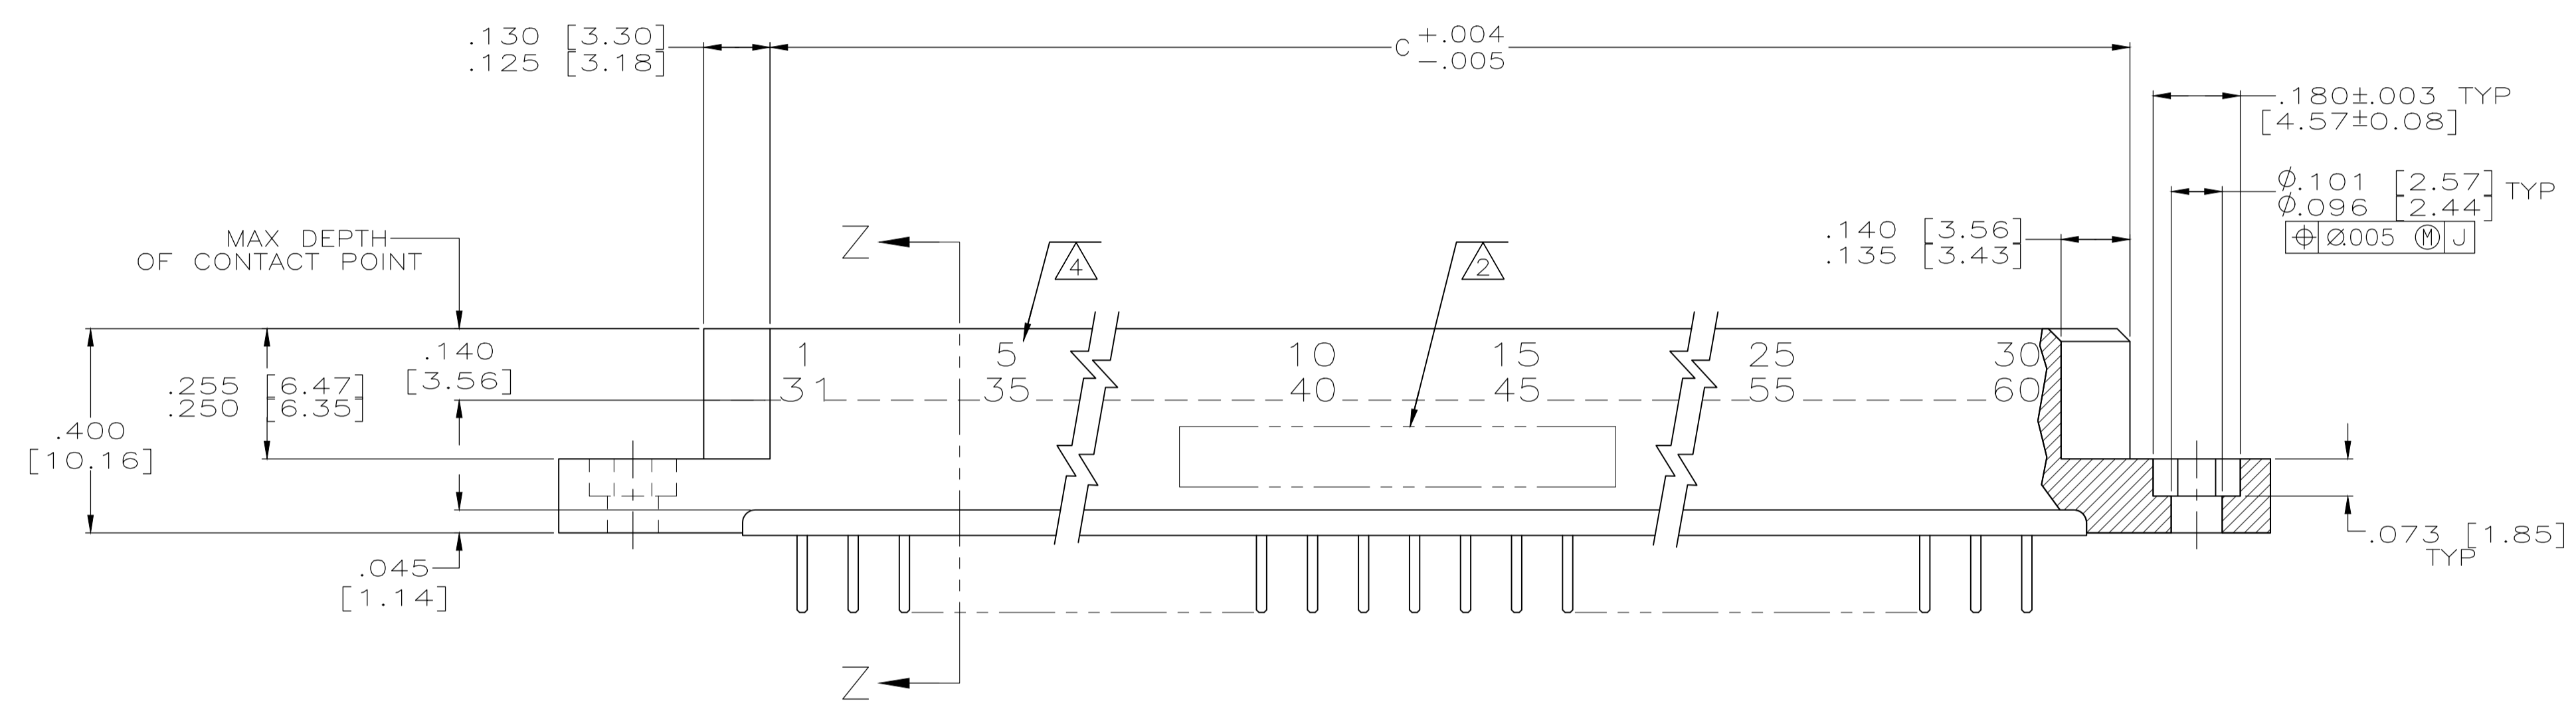 .130 [3.30]
.125 [3.18]
C +.004
-.005
.180±.003 TYP
[4.57±0.08]
Ø.101 [2.57] TYP
Ø.096 [2.44]
⌖ Ø.005 Ⓜ J
.140 [3.56]
.135 [3.43]
MAX DEPTH
OF CONTACT POINT
Z
4
2
.140
[3.56]
.255 [6.47]
.250 [6.35]
.400
[10.16]
1 5 10 15 25 30
31 35 40 45 55 60
.045
[1.14]
.073 [1.85]
TYP
Z